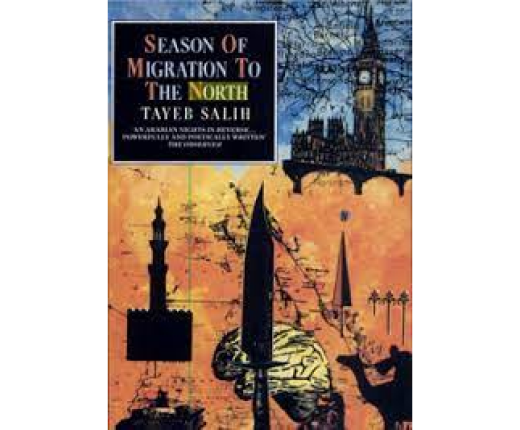 SEASON OF
MIGRATION TO
THE NORTH
TAYEB SALIH
'AN ARABIAN NIGHTS IN REVERSE...
POWERFULLY AND POETICALLY WRITTEN'
THE OBSERVER